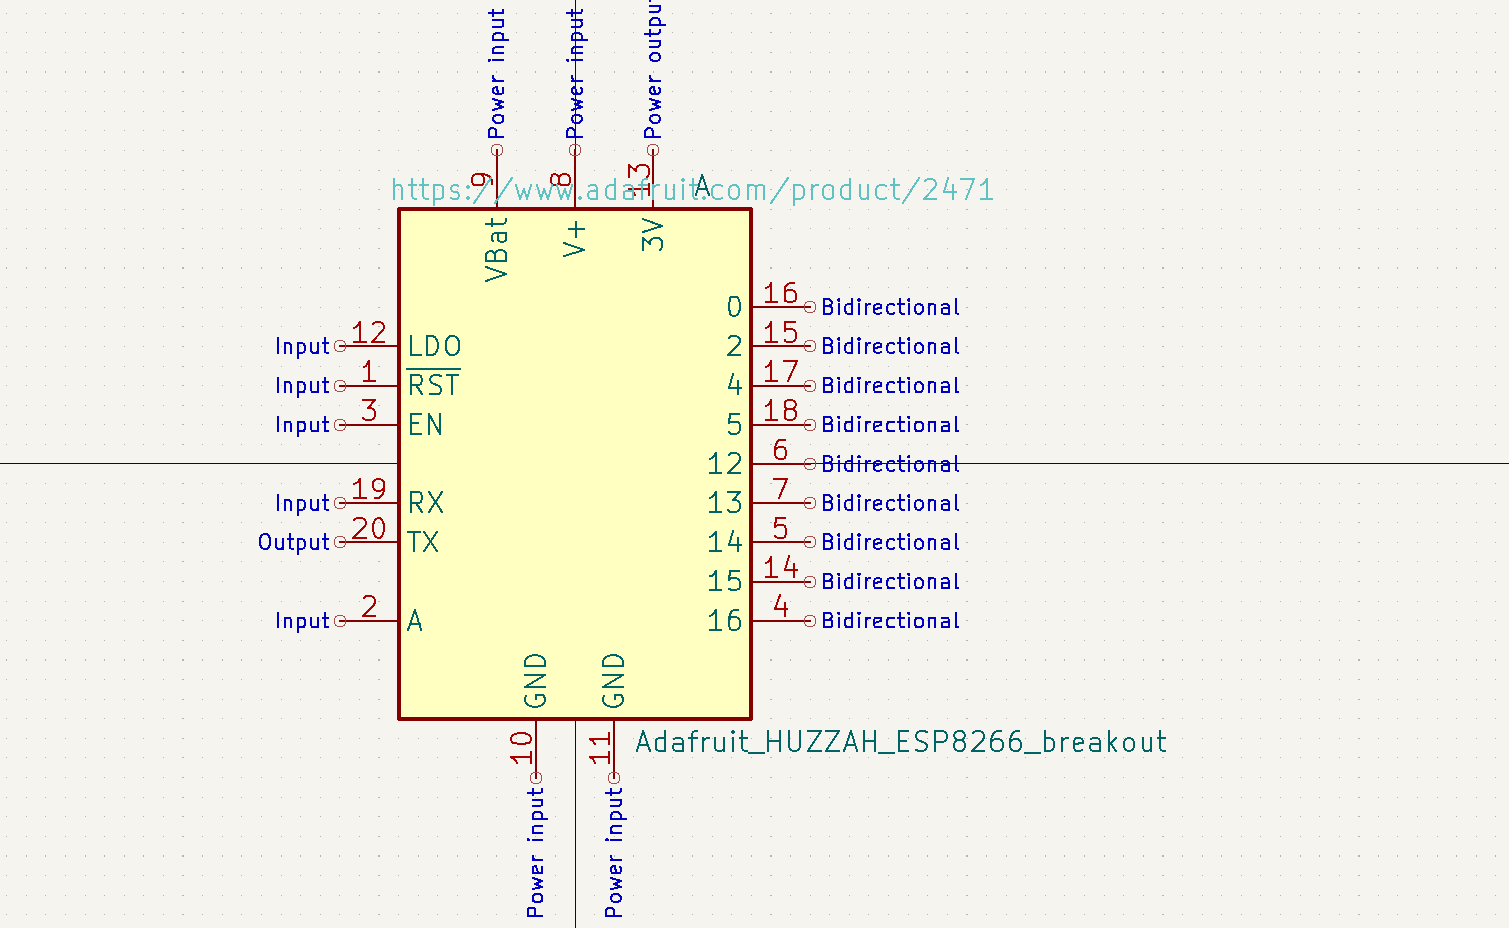 Power input
Power input
Power output
9
8
13
A
https://www.adafruit.com/product/2471
VBat
V+
3V
0 16 Bidirectional
Input 12 LDO
2 15 Bidirectional
Input 1 RST
4 17 Bidirectional
Input 3 EN
5 18 Bidirectional
12 6 Bidirectional
Input 19 RX
13 7 Bidirectional
Output 20 TX
14 5 Bidirectional
15 14 Bidirectional
Input 2 A
16 4 Bidirectional
GND
GND
10
11
Adafruit_HUZZAH_ESP8266_breakout
Power input
Power input